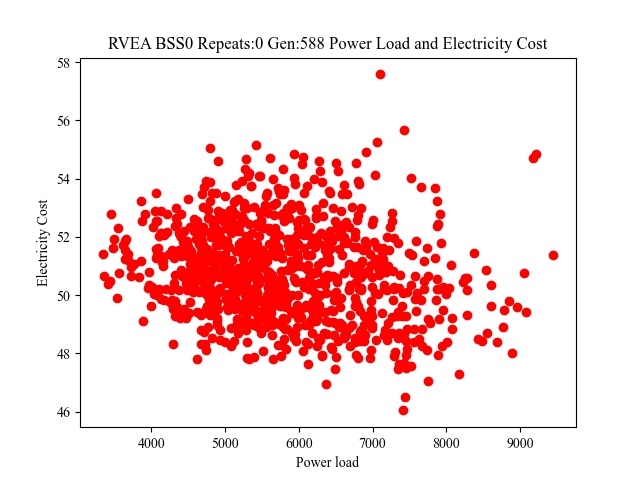 RVEA BSS0 Repeats:0 Gen:588 Power Load and Electricity Cost
58
56
54
52
50
48
46
Electricity Cost
4000 5000 6000 7000 8000 9000
Power load